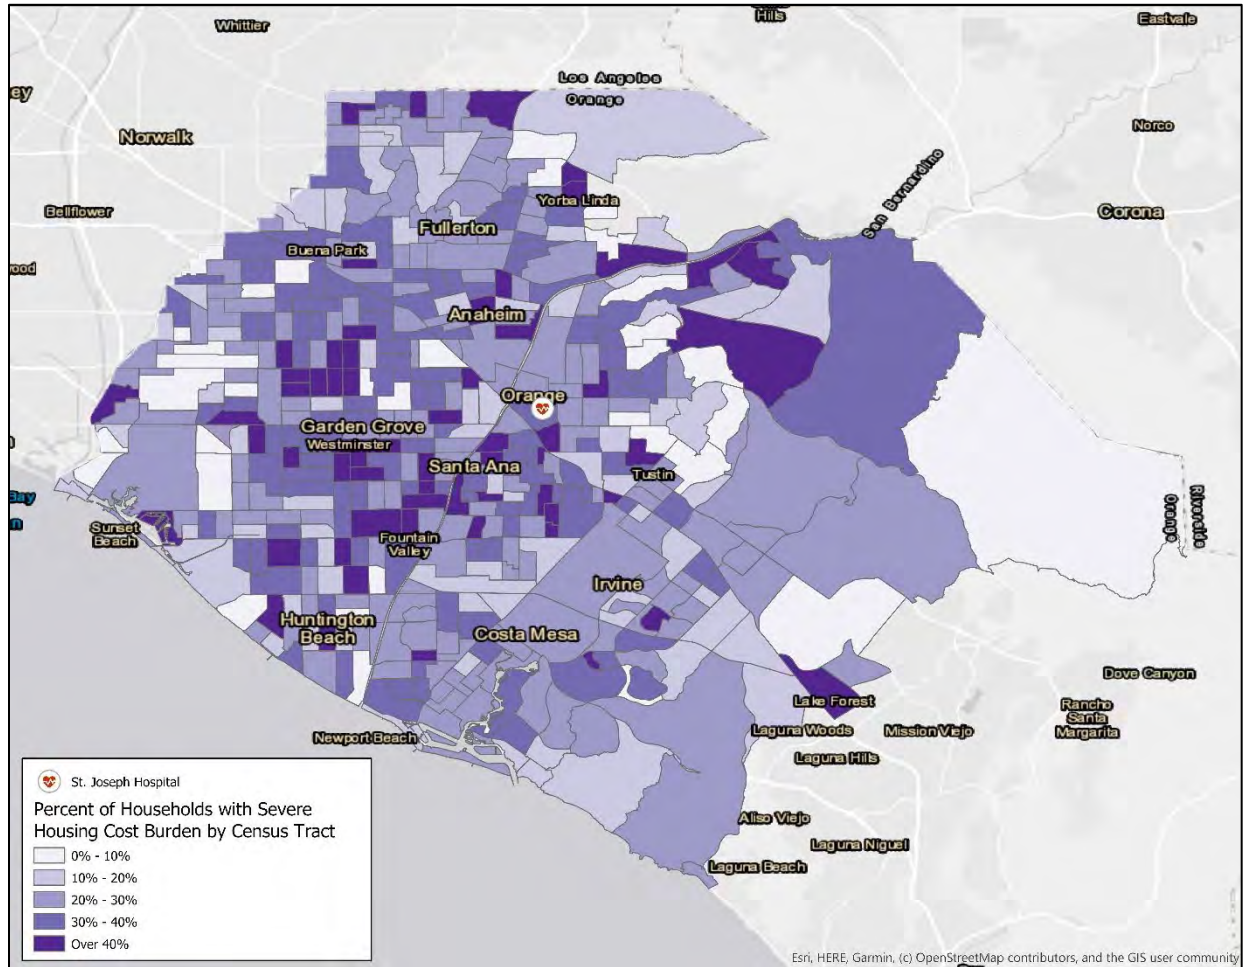 Whittier
Hills
Eastvale
ey
Los Angeles
Orange
Norwalk
Norco
San Bernardino
Bellflower
Yorba Linda
Corona
Fullerton
Buena Park
wood
Anaheim
Orange
Garden Grove
Westminster
Santa Ana
Tustin
Bay
Riverside
Orange
Sunset
Beach
Fountain
Valley
Irvine
Huntington
Beach
Costa Mesa
Dove Canyon
Lake Forest
Rancho
Santa
Margarita
Laguna Woods
Mission Viejo
Newport Beach
Laguna Hills
St. Joseph Hospital
Percent of Households with Severe
Housing Cost Burden by Census Tract
0% - 10%
10% - 20%
20% - 30%
30% - 40%
Over 40%
Aliso Viejo
Laguna Niguel
Laguna Beach
Esri, HERE, Garmin, (c) OpenStreetMap contributors, and the GIS user community